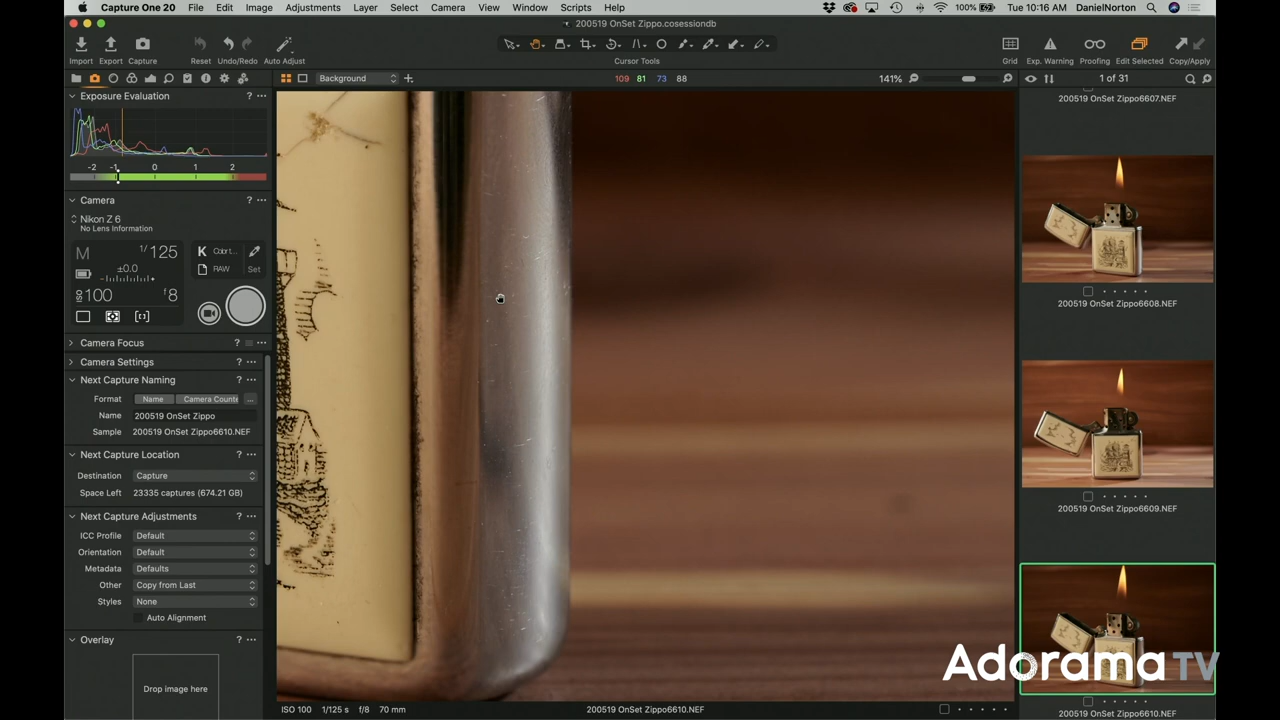 Capture One 20 File Edit Image Adjustments Layer Select Camera View Window Scripts Help 100% Tue 10:16 AM DanielNorton
200519 OnSet Zippo.cosessiondb
Import Export Capture Reset Undo/Redo Auto Adjust Cursor Tools Grid Exp. Warning Proofing Edit Selected Copy/Apply
Background 109 81 73 88 141% 1 of 31
Exposure Evaluation ? ...
-2 -1 0 1 2
Camera ? ...
Nikon Z 6
No Lens Information
M 1/125 K Set
±0.0 RAW
ISO 100 f8
Camera Focus ? ...
Camera Settings ? ...
Next Capture Naming ? ...
Format Name Camera Counte ...
Name 200519 OnSet Zippo
Sample 200519 OnSet Zippo6610.NEF
Next Capture Location ? ...
Destination Capture
Space Left 23335 captures (674.21 GB)
Next Capture Adjustments ? ...
ICC Profile Default
Orientation Default
Metadata Defaults
Other Copy from Last
Styles None
Auto Alignment
Overlay ? ...
Drop image here
ISO 100 1/125 s f/8 70 mm 200519 OnSet Zippo6610.NEF
200519 OnSet Zippo6607.NEF
200519 OnSet Zippo6608.NEF
200519 OnSet Zippo6609.NEF
200519 OnSet Zippo6610.NEF
Adorama TV